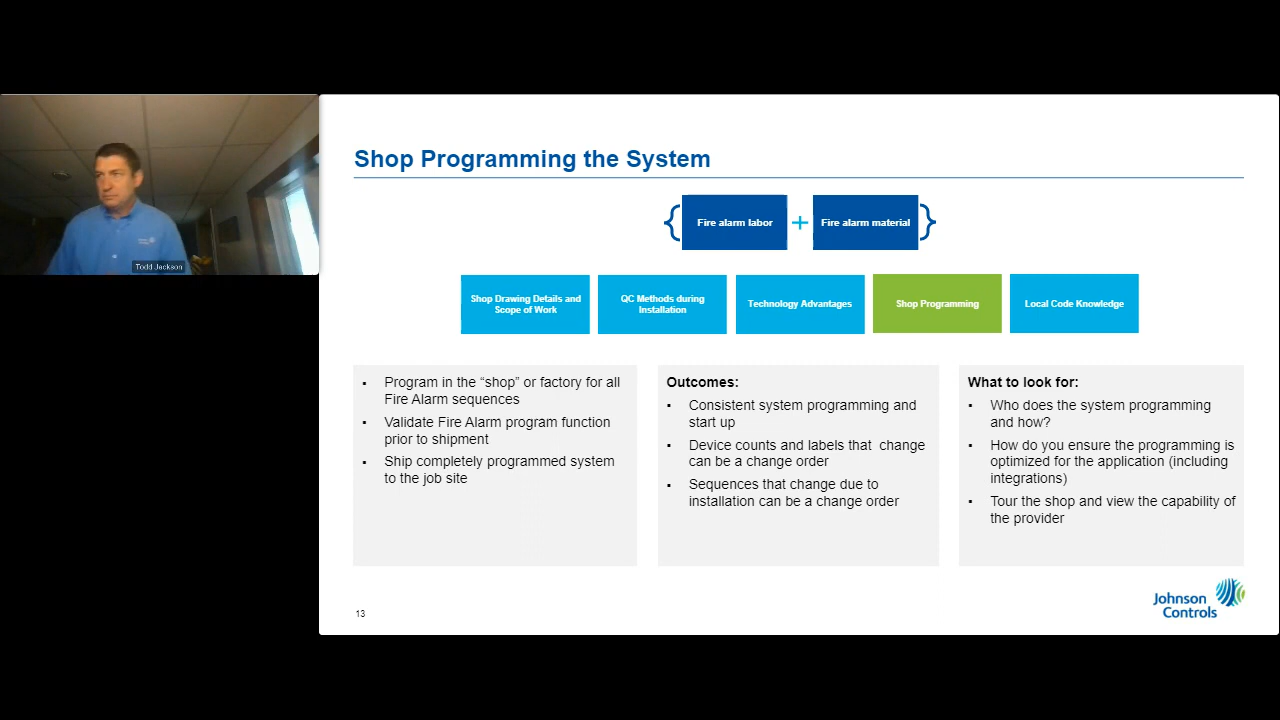 Todd Jackson
Shop Programming the System
{ Fire alarm labor + Fire alarm material }
Shop Drawing Details and
Scope of Work
QC Methods during
Installation
Technology Advantages
Shop Programming
Local Code Knowledge
▪ Program in the “shop” or factory for all
Fire Alarm sequences
▪ Validate Fire Alarm program function
prior to shipment
▪ Ship completely programmed system
to the job site
Outcomes:
▪ Consistent system programming and
start up
▪ Device counts and labels that change
can be a change order
▪ Sequences that change due to
installation can be a change order
What to look for:
▪ Who does the system programming
and how?
▪ How do you ensure the programming is
optimized for the application (including
integrations)
▪ Tour the shop and view the capability of
the provider
13
Johnson
Controls